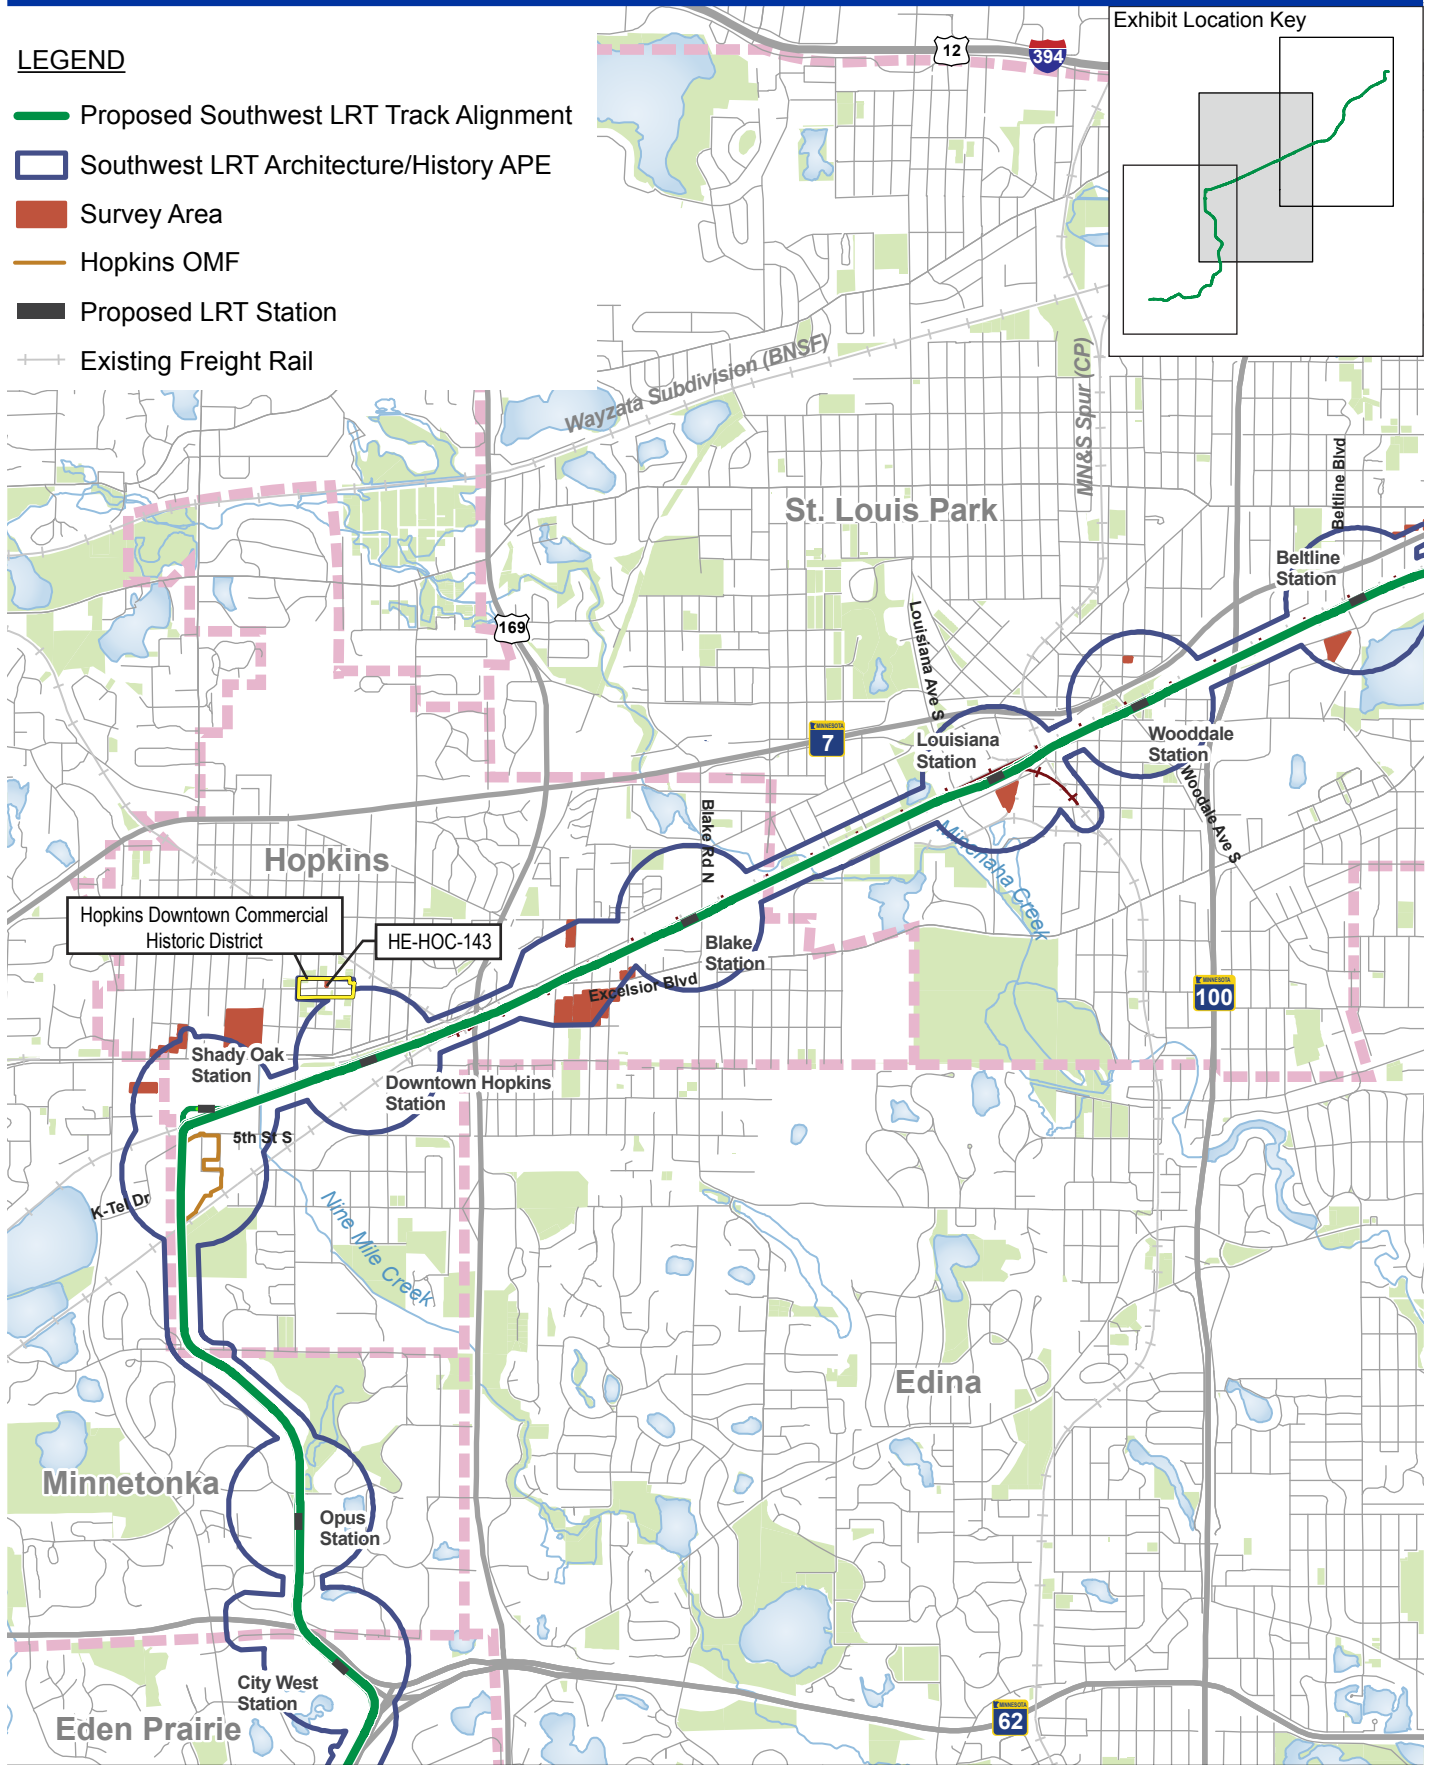 Exhibit Location Key
LEGEND
Proposed Southwest LRT Track Alignment
Southwest LRT Architecture/History APE
Survey Area
Hopkins OMF
Proposed LRT Station
Existing Freight Rail
12
394
Wayzata Subdivision (BNSF)
MN&S Spur (CP)
Beltline Blvd
St. Louis Park
Beltline
Station
169
Louisiana Ave S
MINNESOTA
7
Louisiana
Station
Wooddale
Station
Woodale Ave S
Blake Rd N
Minnehaha Creek
Hopkins
Hopkins Downtown Commercial
Historic District
HE-HOC-143
Blake
Station
Excelsior Blvd
MINNESOTA
100
Shady Oak
Station
Downtown Hopkins
Station
5th St S
K-Tel Dr
Nine Mile Creek
Edina
Minnetonka
Opus
Station
City West
Station
Eden Prairie
MINNESOTA
62